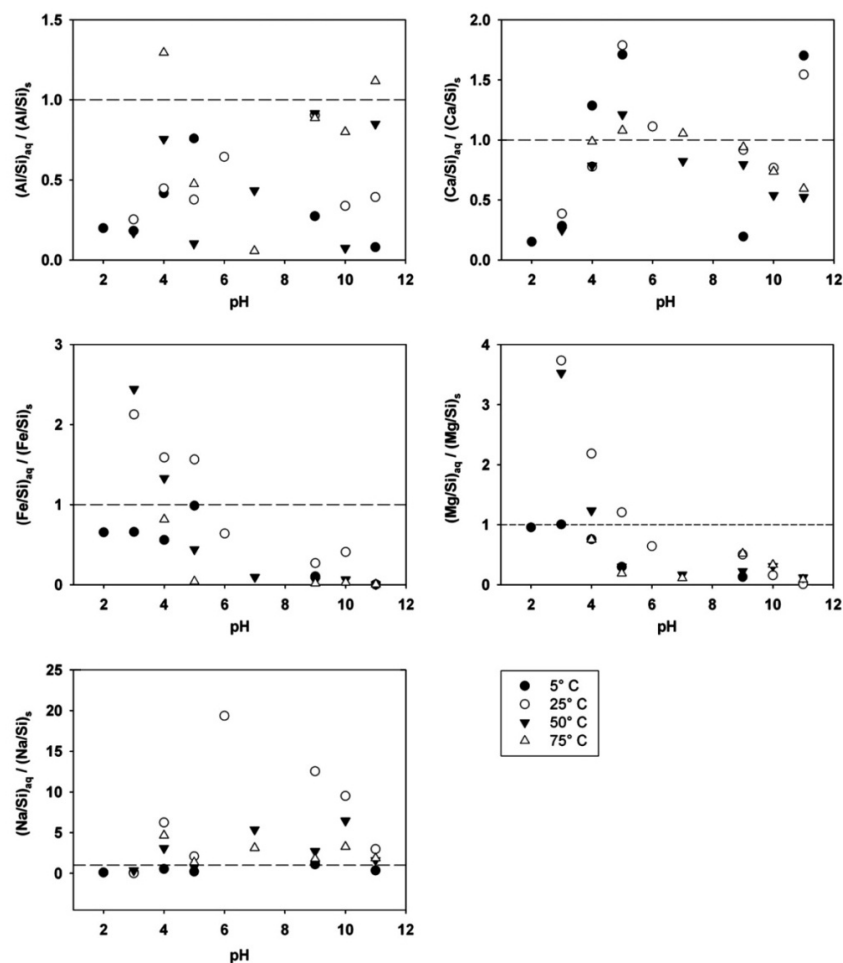 1.5
1.0
0.5
0.0
(Al/Si)aq / (Al/Si)s
2 4 6 8 10 12
pH
2.0
1.5
1.0
0.5
0.0
(Ca/Si)aq / (Ca/Si)s
2 4 6 8 10 12
pH
3
2
1
0
(Fe/Si)aq / (Fe/Si)s
2 4 6 8 10 12
pH
4
3
2
1
0
(Mg/Si)aq / (Mg/Si)s
2 4 6 8 10 12
pH
25
20
15
10
5
0
(Na/Si)aq / (Na/Si)s
2 4 6 8 10 12
pH
5° C
25° C
50° C
75° C